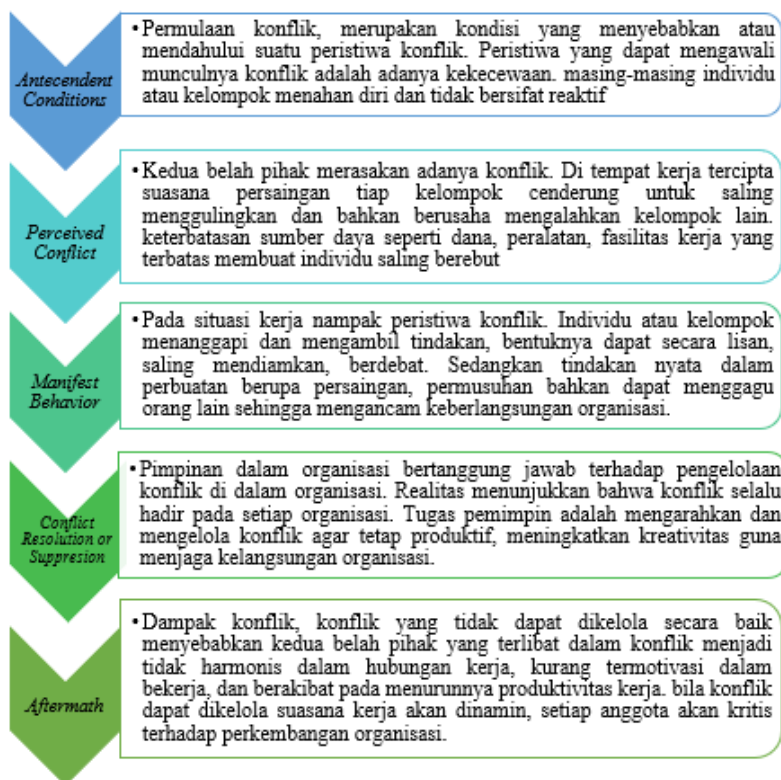 Antecendent
Conditions
•Permulaan konflik, merupakan kondisi yang menyebabkan atau
mendahului suatu peristiwa konflik. Peristiwa yang dapat mengawali
munculnya konflik adalah adanya kekecewaan. masing-masing individu
atau kelompok menahan diri dan tidak bersifat reaktif
Perceived
Conflict
•Kedua belah pihak merasakan adanya konflik. Di tempat kerja tercipta
suasana persaingan tiap kelompok cenderung untuk saling
menggulingkan dan bahkan berusaha mengalahkan kelompok lain.
keterbatasan sumber daya seperti dana, peralatan, fasilitas kerja yang
terbatas membuat individu saling berebut
Manifest
Behavior
•Pada situasi kerja nampak peristiwa konflik. Individu atau kelompok
menanggapi dan mengambil tindakan, bentuknya dapat secara lisan,
saling mendiamkan, berdebat. Sedangkan tindakan nyata dalam
perbuatan berupa persaingan, permusuhan bahkan dapat menggagu
orang lain sehingga mengancam keberlangsungan organisasi.
Conflict
Resolution or
Suppresion
•Pimpinan dalam organisasi bertanggung jawab terhadap pengelolaan
konflik di dalam organisasi. Realitas menunjukkan bahwa konflik selalu
hadir pada setiap organisasi. Tugas pemimpin adalah mengarahkan dan
mengelola konflik agar tetap produktif, meningkatkan kreativitas guna
menjaga kelangsungan organisasi.
Aftermath
•Dampak konflik, konflik yang tidak dapat dikelola secara baik
menyebabkan kedua belah pihak yang terlibat dalam konflik menjadi
tidak harmonis dalam hubungan kerja, kurang termotivasi dalam
bekerja, dan berakibat pada menurunnya produktivitas kerja. bila konflik
dapat dikelola suasana kerja akan dinamin, setiap anggota akan kritis
terhadap perkembangan organisasi.